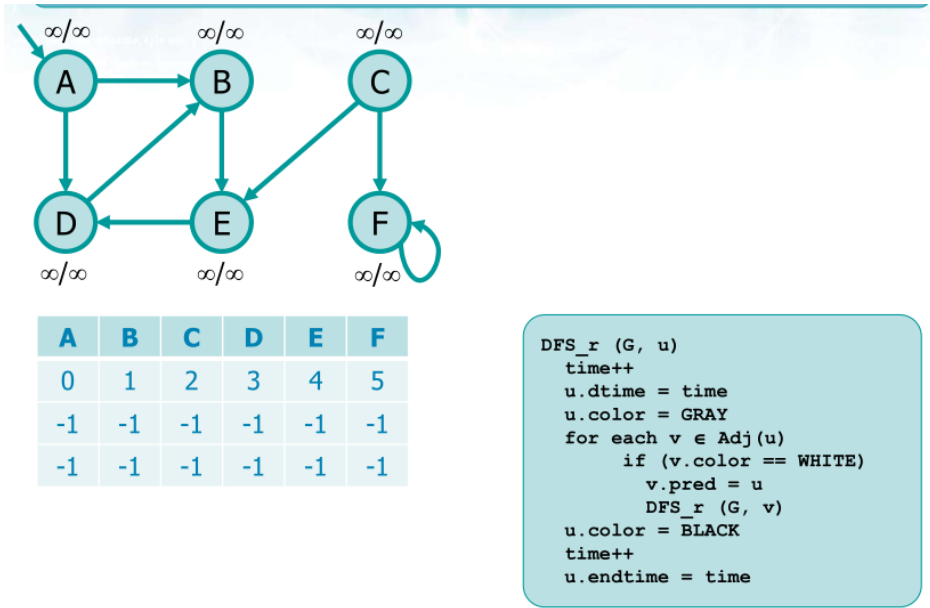 ∞/∞ ∞/∞ ∞/∞
A B C
D E F
∞/∞ ∞/∞ ∞/∞
A B C D E F
0 1 2 3 4 5
-1 -1 -1 -1 -1 -1
-1 -1 -1 -1 -1 -1
DFS_r (G, u)
time++
u.dtime = time
u.color = GRAY
for each v ∈ Adj(u)
if (v.color == WHITE)
v.pred = u
DFS_r (G, v)
u.color = BLACK
time++
u.endtime = time